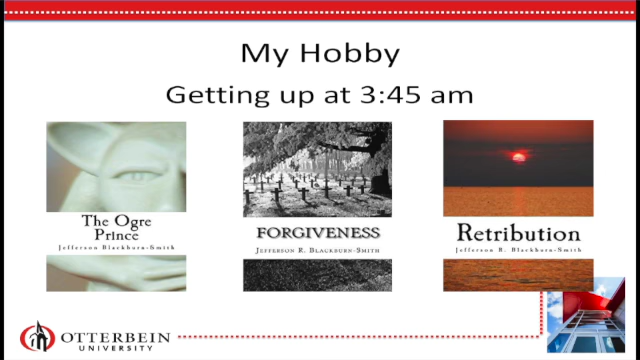 My Hobby
Getting up at 3:45 am
The Ogre
Prince
Jefferson Blackburn-Smith
FORGIVENESS
Jefferson R. Blackburn-Smith
Retribution
Jefferson R. Blackburn-Smith
OTTERBEIN
UNIVERSITY